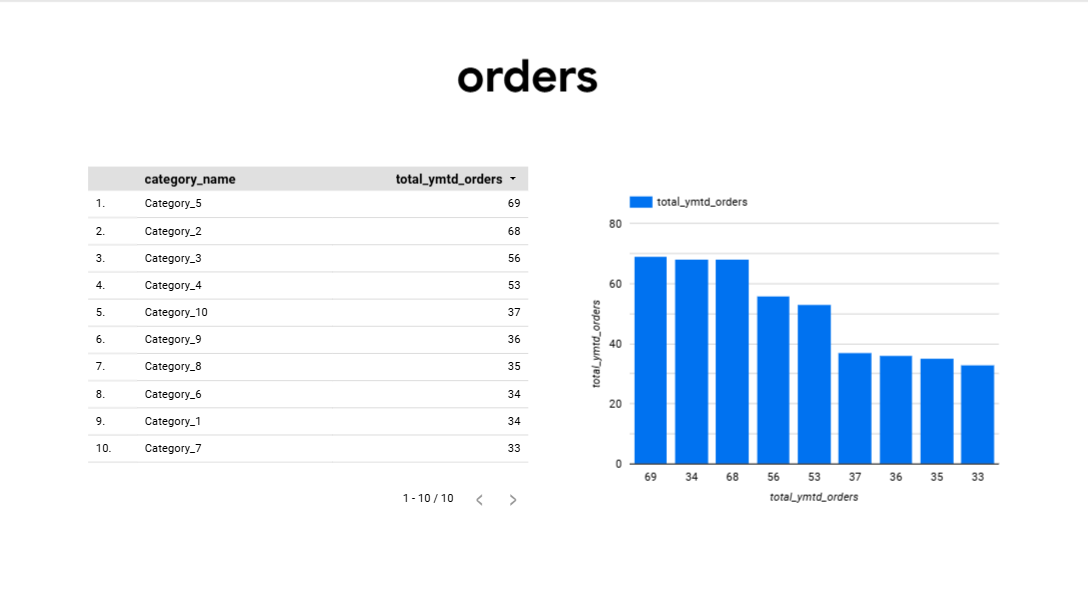 orders
category_name total_ymtd_orders
1. Category_5 69
2. Category_2 68
3. Category_3 56
4. Category_4 53
5. Category_10 37
6. Category_9 36
7. Category_8 35
8. Category_6 34
9. Category_1 34
10. Category_7 33
1 - 10 / 10
total_ymtd_orders
80
60
40
20
0
total_ymtd_orders
69 34 68 56 53 37 36 35 33
total_ymtd_orders